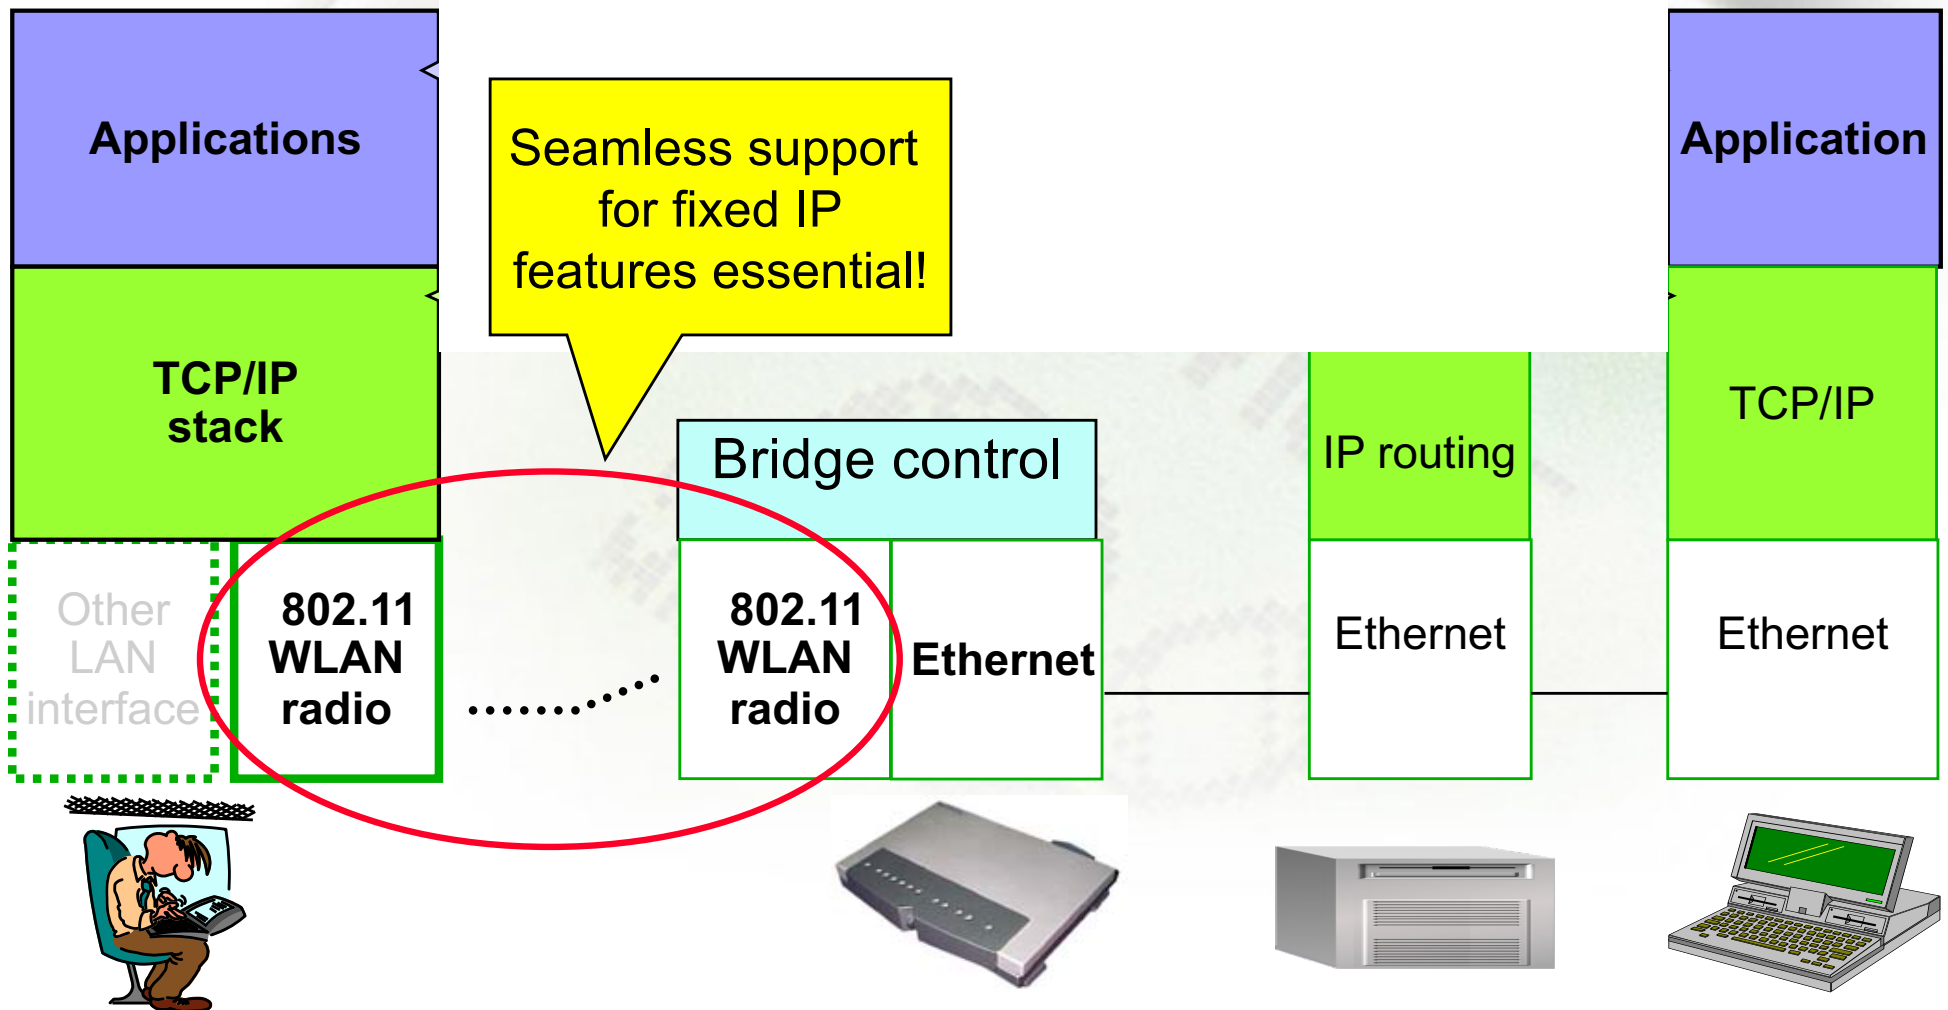 Applications
Seamless support
for fixed IP
features essential!
Application
TCP/IP
stack
Bridge control
IP routing
TCP/IP
Other
LAN
interface
802.11
WLAN
radio
802.11
WLAN
radio
Ethernet
Ethernet
Ethernet